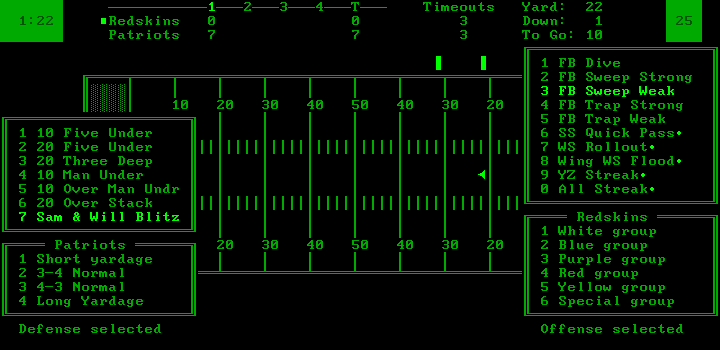 1:22
1 2 3 4 T Timeouts Yard: 22
Redskins 0 0 3 Down: 1
Patriots 7 7 3 To Go: 10
25
10 20 30 40 40 30 20
1 10 Five Under
2 20 Five Under
3 20 Three Deep
4 10 Man Under
5 10 Over Man Undr
6 20 Over Stack
7 Sam & Will Blitz
Patriots
1 Short yardage
2 3-4 Normal
3 4-3 Normal
4 Long Yardage
Defense selected
20 30 40 40 30 20
1 FB Dive
2 FB Sweep Strong
3 FB Sweep Weak
4 FB Trap Strong
5 FB Trap Weak
6 SS Quick Pass•
7 WS Rollout•
8 Wing WS Flood•
9 YZ Streak•
0 All Streak•
Redskins
1 White group
2 Blue group
3 Purple group
4 Red group
5 Yellow group
6 Special group
Offense selected